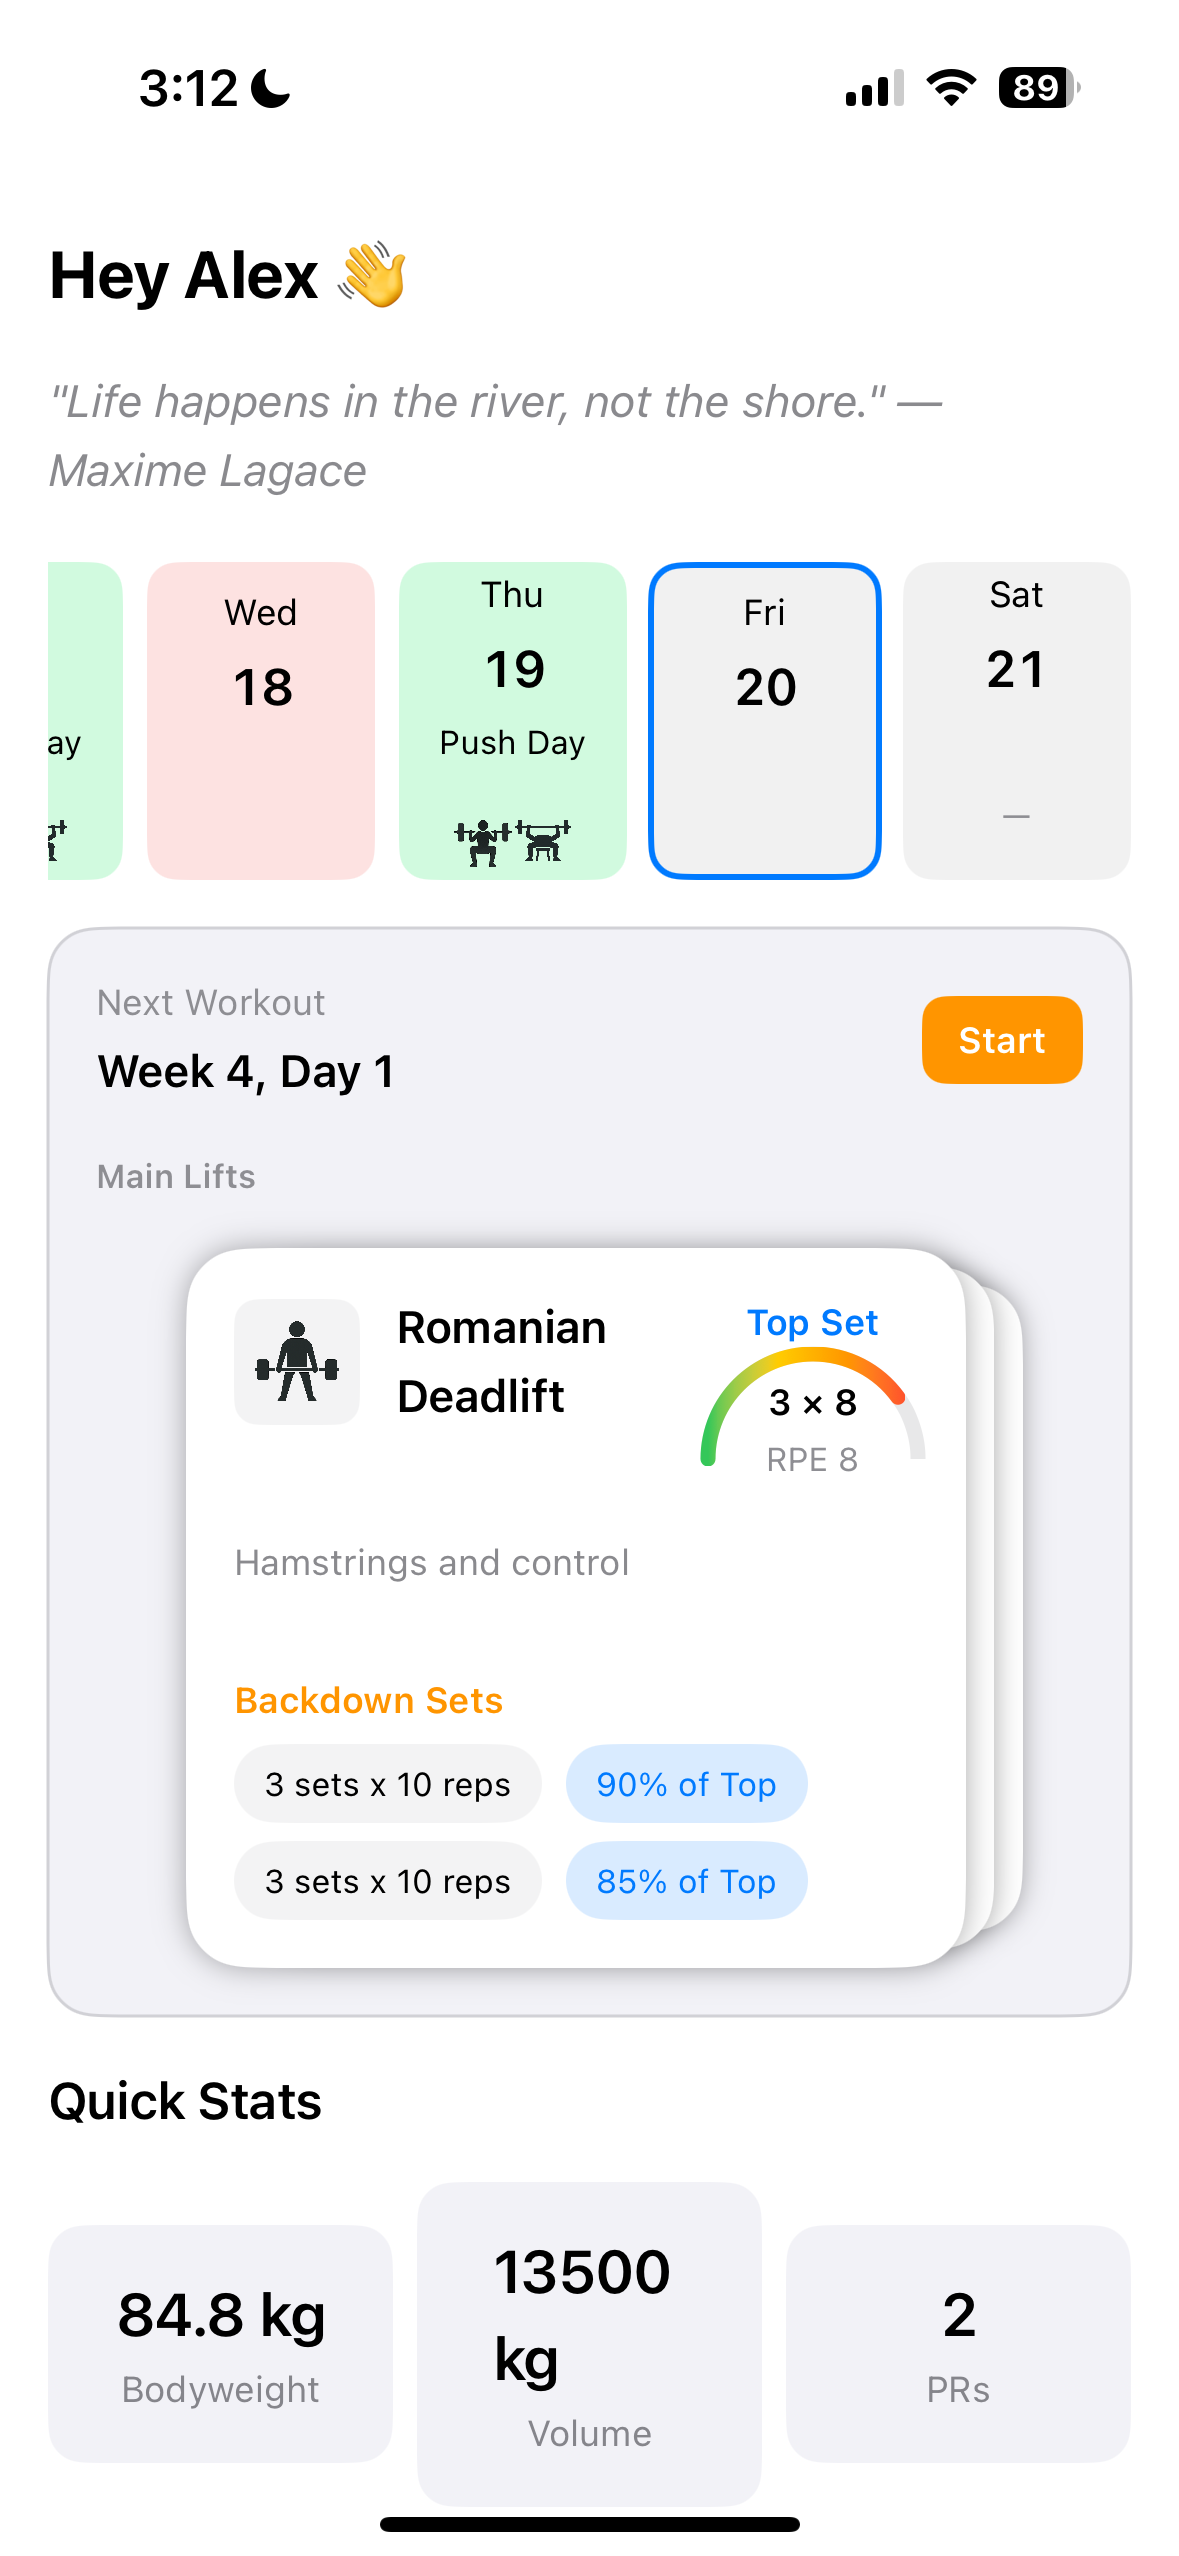 3:12
89
Hey Alex 👋
"Life happens in the river, not the shore." —
Maxime Lagace
ay
Wed
18
Thu
19
Push Day
Fri
20
Sat
21
—
Next Workout
Week 4, Day 1
Start
Main Lifts
Romanian
Deadlift
Top Set
3 × 8
RPE 8
Hamstrings and control
Backdown Sets
3 sets x 10 reps
90% of Top
3 sets x 10 reps
85% of Top
Quick Stats
84.8 kg
Bodyweight
13500
kg
Volume
2
PRs